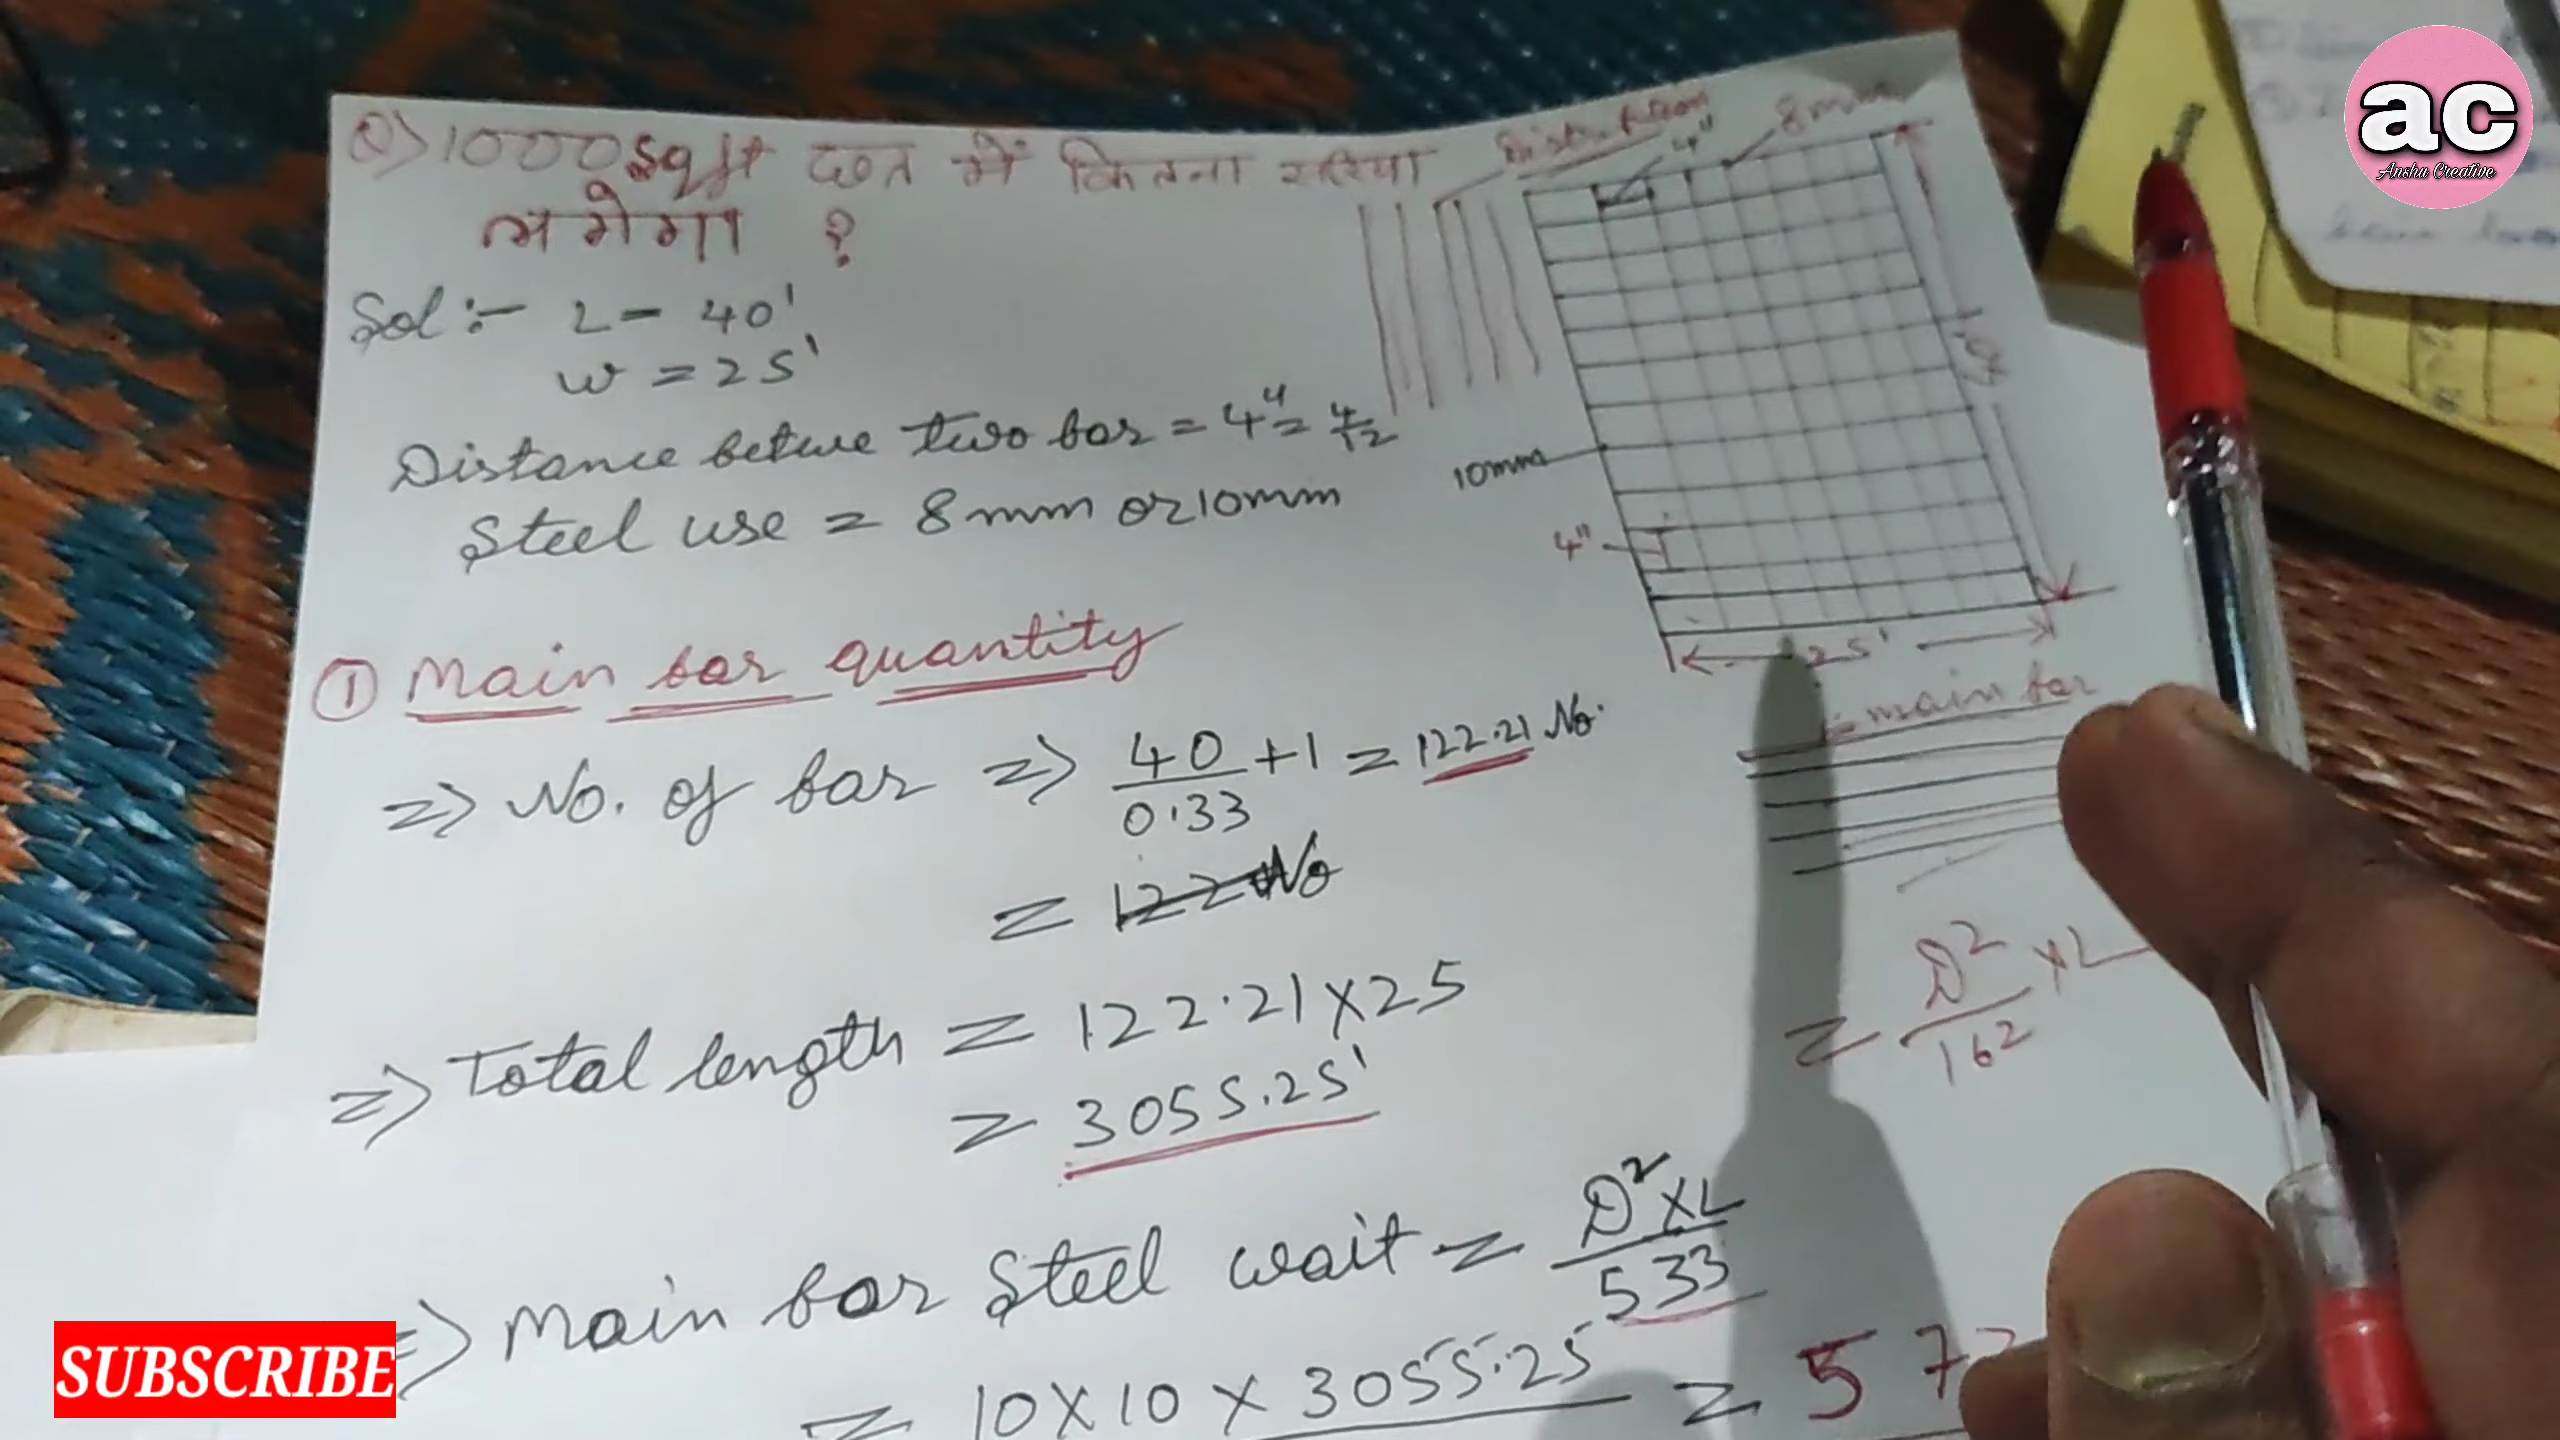 Q> 1000 sqft छत में कितना सरिया
लगेगा ?
Sol :- L - 40'
w = 25'
Distance betwe two bar = 4" = 4/12
Steel use = 8mm or 10mm
① Main bar quantity
=> No. of bar => 40/0.33 + 1 = 122.21 No.
= 122 No
=> Total length = 122.21 x 25
= 3055.25'
=> Main bar Steel wait = D² x L / 533
= 10 x 10 x 3055.25 = 57
4"
8mm
10mm
4"
25'
main bar
= D²/162 x L
ac
Anshu Creative
SUBSCRIBE